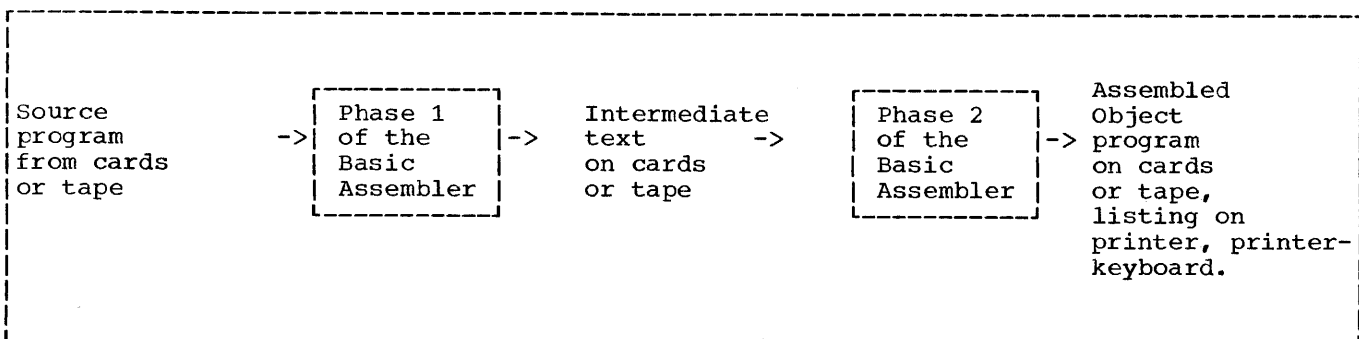 Source
program
from cards
or tape
->
Phase 1
of the
Basic
Assembler
->
Intermediate
text
on cards
or tape
->
Phase 2
of the
Basic
Assembler
->
Assembled
Object
program
on cards
or tape,
listing on
printer, printer-
keyboard.